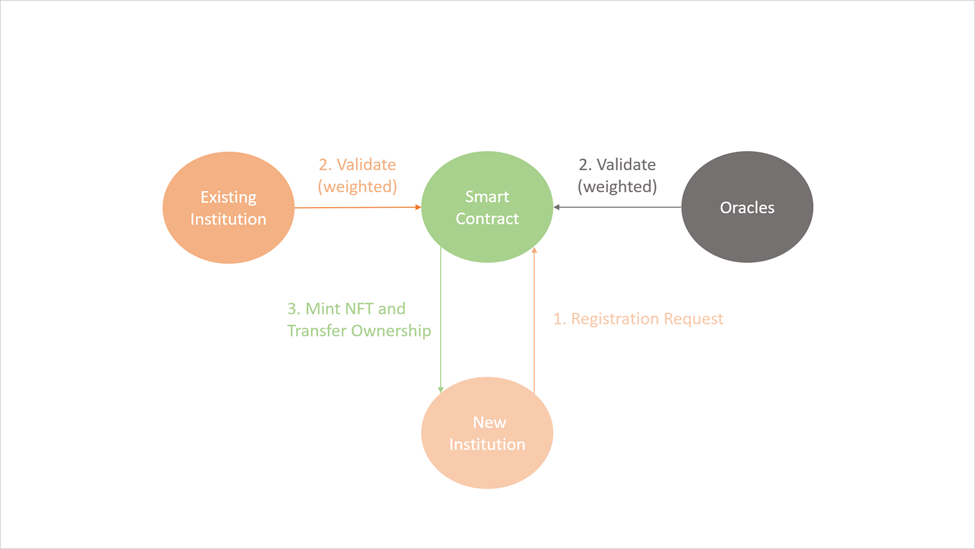 2. Validate
(weighted)
2. Validate
(weighted)
Existing
Institution
Smart
Contract
Oracles
3. Mint NFT and
Transfer Ownership
1. Registration Request
New
Institution